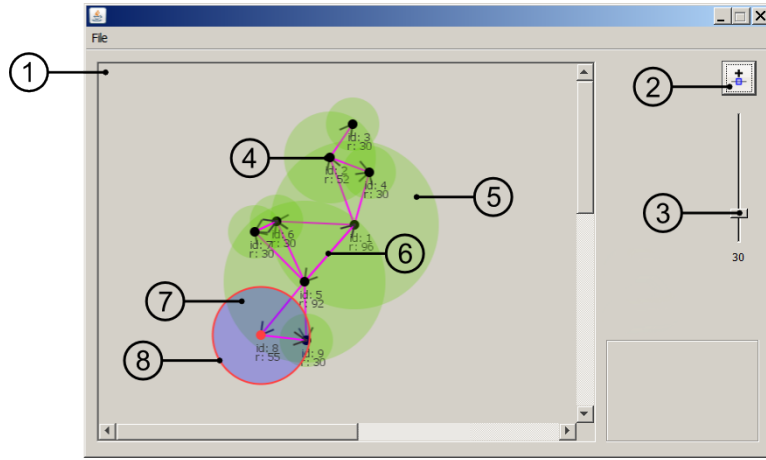 File
1
2
id: 3
r: 30
4
id: 2
r: 52
id: 4
r: 30
5
3
id: 6
r: 30
id: 1
r: 96
r: 30
6
30
7
id: 5
r: 92
8
id: 8
r: 55
id: 9
r: 30